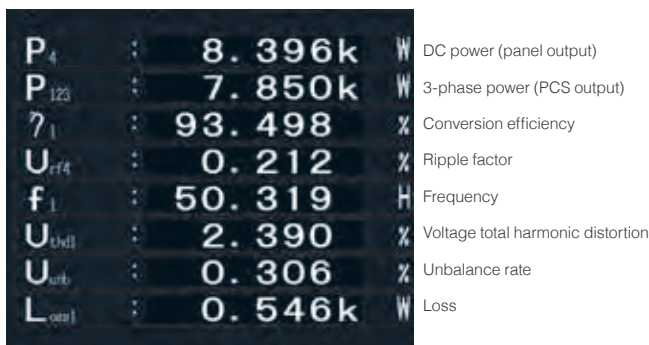 P4 : 8.396k W DC power (panel output)
P123 : 7.850k W 3-phase power (PCS output)
η1 : 93.498 % Conversion efficiency
Urf4 : 0.212 % Ripple factor
f1 : 50.319 H Frequency
Uthd1 : 2.390 % Voltage total harmonic distortion
Uunb : 0.306 % Unbalance rate
Loss1 : 0.546k W Loss